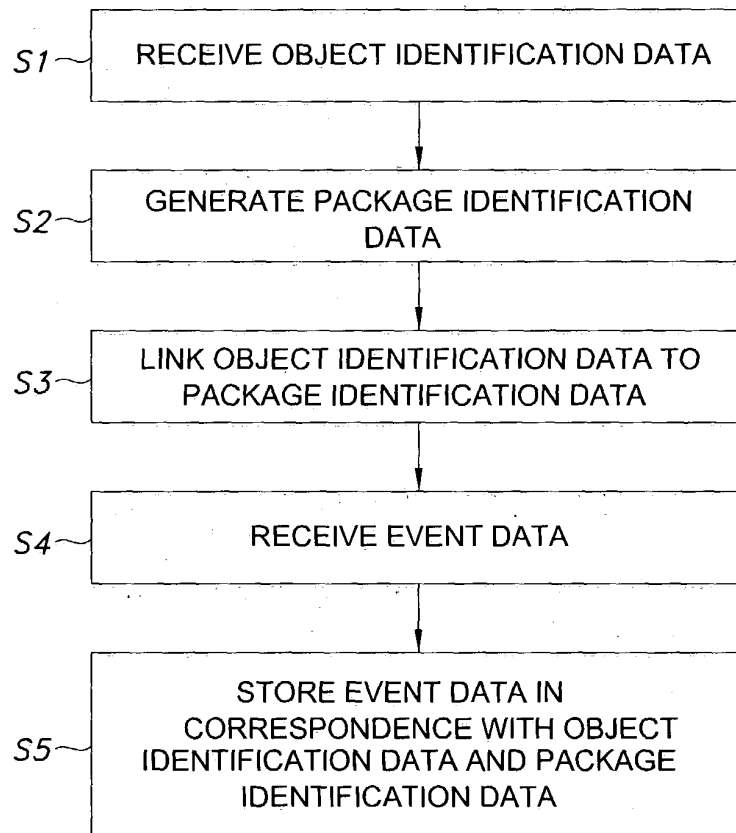 S1
RECEIVE OBJECT IDENTIFICATION DATA
S2
GENERATE PACKAGE IDENTIFICATION
DATA
S3
LINK OBJECT IDENTIFICATION DATA TO
PACKAGE IDENTIFICATION DATA
S4
RECEIVE EVENT DATA
S5
STORE EVENT DATA IN
CORRESPONDENCE WITH OBJECT
IDENTIFICATION DATA AND PACKAGE
IDENTIFICATION DATA